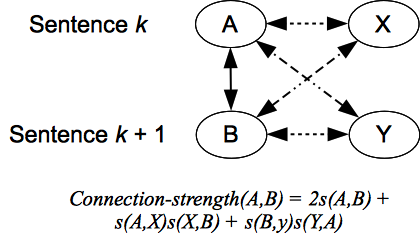 Sentence k A X
Sentence k + 1 B Y
Connection-strength(A,B) = 2s(A,B) +
s(A,X)s(X,B) + s(B,y)s(Y,A)